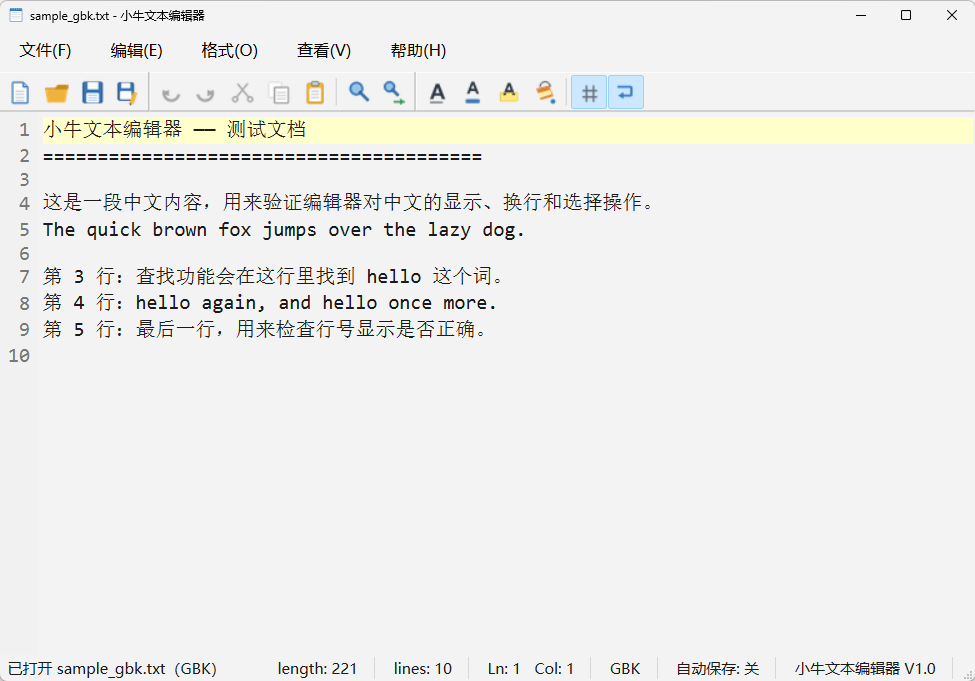 sample_gbk.txt - 小牛文本编辑器
文件(F) 编辑(E) 格式(O) 查看(V) 帮助(H)
1 小牛文本编辑器 —— 测试文档
2 ========================================
3
4 这是一段中文内容，用来验证编辑器对中文的显示、换行和选择操作。
5 The quick brown fox jumps over the lazy dog.
6
7 第 3 行：查找功能会在这行里找到 hello 这个词。
8 第 4 行：hello again, and hello once more.
9 第 5 行：最后一行，用来检查行号显示是否正确。
10
已打开 sample_gbk.txt（GBK） length: 221 lines: 10 Ln: 1 Col: 1 GBK 自动保存: 关 小牛文本编辑器 V1.0